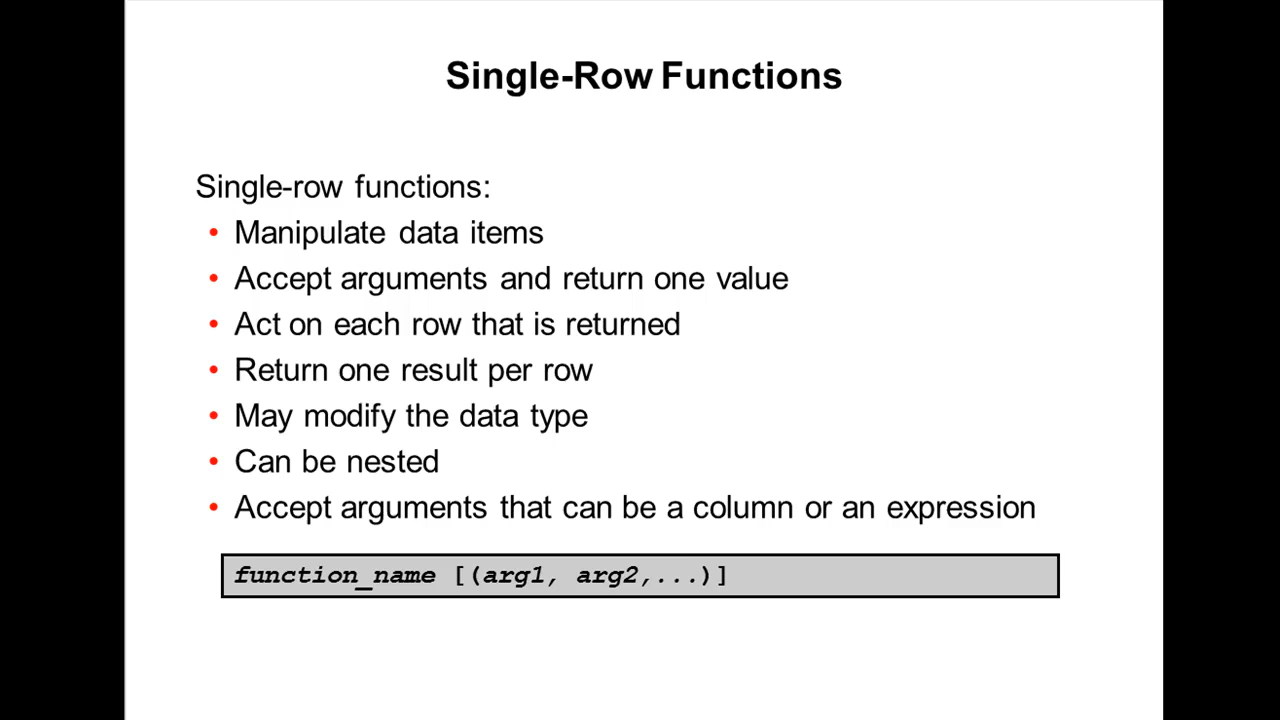 Single-Row Functions
Single-row functions:
• Manipulate data items
• Accept arguments and return one value
• Act on each row that is returned
• Return one result per row
• May modify the data type
• Can be nested
• Accept arguments that can be a column or an expression
function_name [(arg1, arg2,...)]